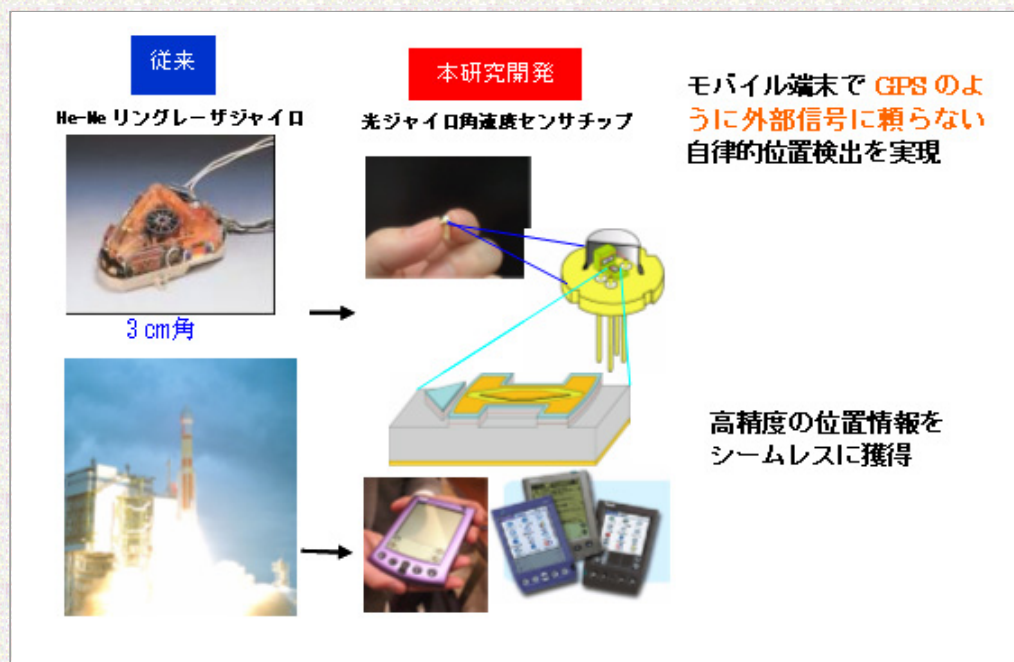 従来
本研究開発
He-Ne リングレーザジャイロ
光ジャイロ角速度センサチップ
モバイル端末で GPS のよ
うに外部信号に頼らない
自律的位置検出を実現
3 cm角
高精度の位置情報を
シームレスに獲得